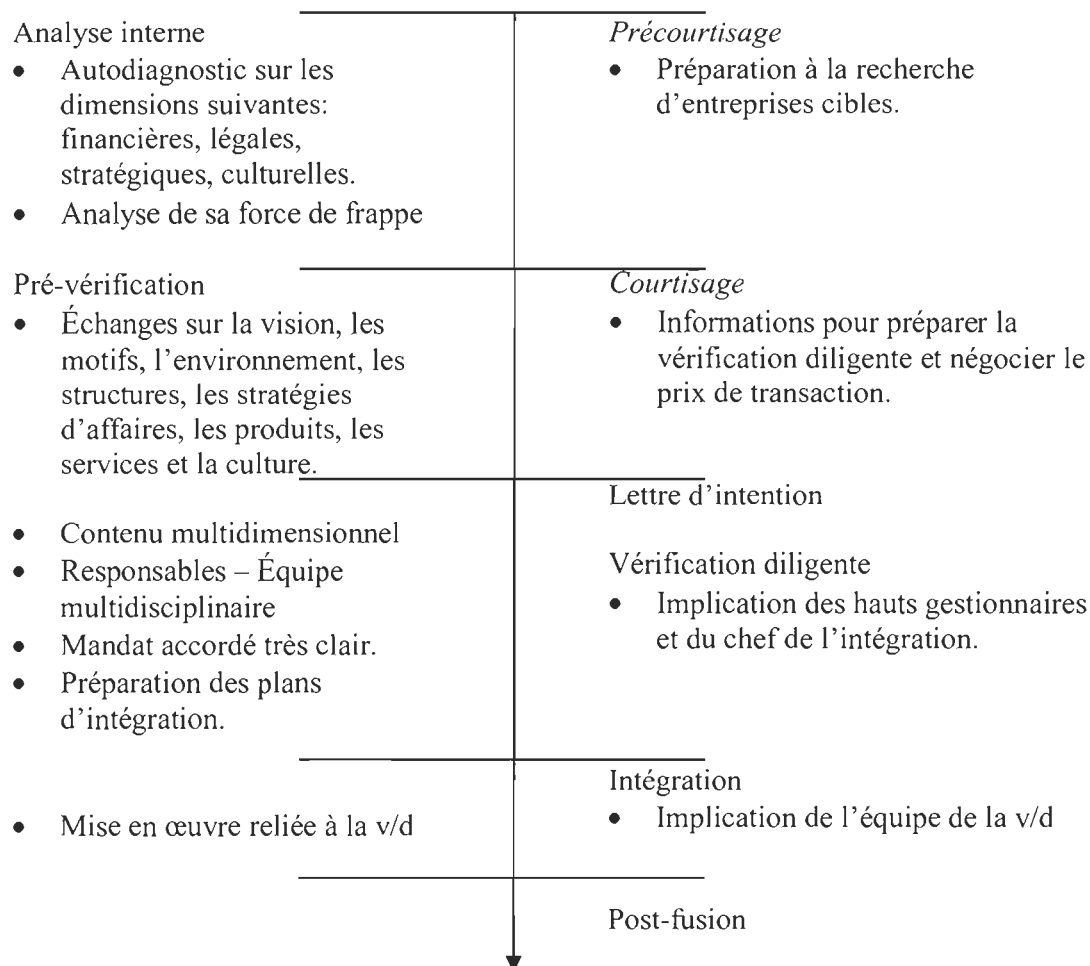 Analyse interne
• Autodiagnostic sur les
dimensions suivantes:
financières, légales,
stratégiques, culturelles.
• Analyse de sa force de frappe
Précourtisage
• Préparation à la recherche
d'entreprises cibles.
Pré-vérification
• Échanges sur la vision, les
motifs, l'environnement, les
structures, les stratégies
d'affaires, les produits, les
services et la culture.
Courtisage
• Informations pour préparer la
vérification diligente et négocier le
prix de transaction.
• Contenu multidimensionnel
• Responsables – Équipe
multidisciplinaire
• Mandat accordé très clair.
• Préparation des plans
d'intégration.
Lettre d'intention
Vérification diligente
• Implication des hauts gestionnaires
et du chef de l'intégration.
• Mise en œuvre reliée à la v/d
Intégration
• Implication de l'équipe de la v/d
Post-fusion